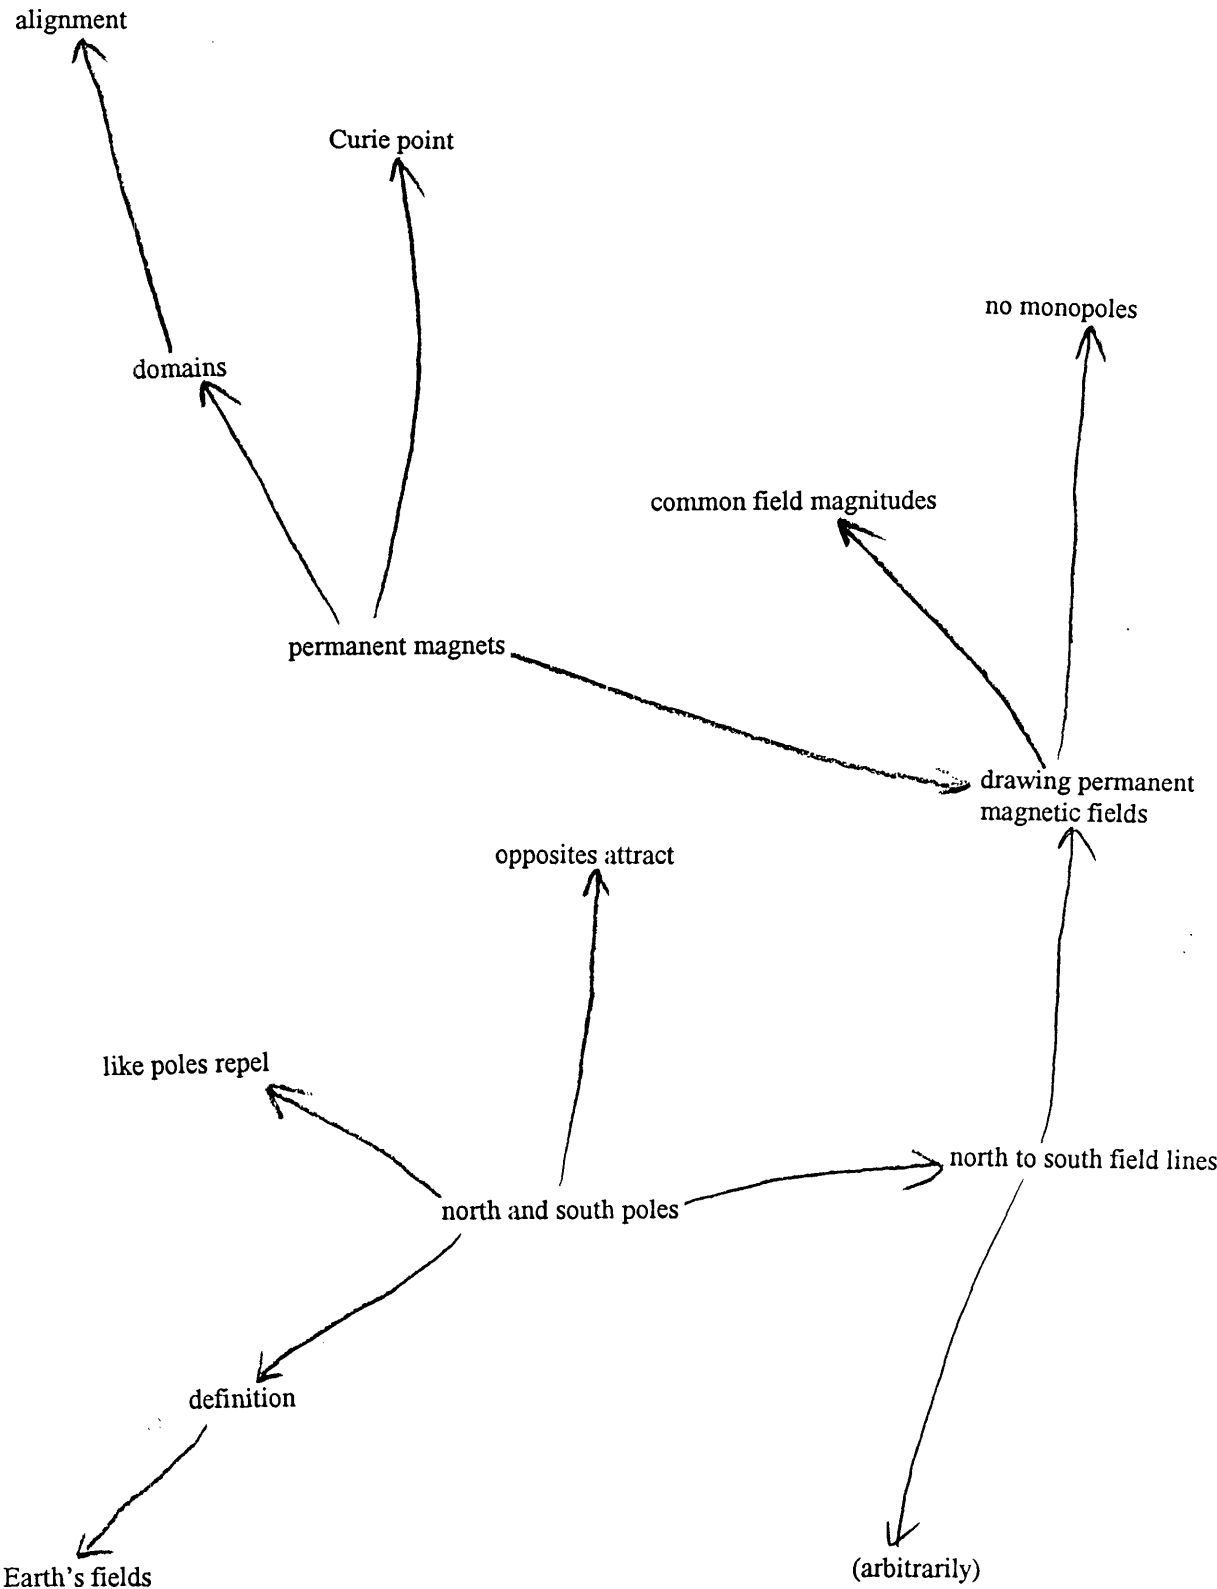 alignment
Curie point
no monopoles
domains
common field magnitudes
permanent magnets
drawing permanent
magnetic fields
opposites attract
like poles repel
north to south field lines
north and south poles
definition
(arbitrarily)
Earth's fields